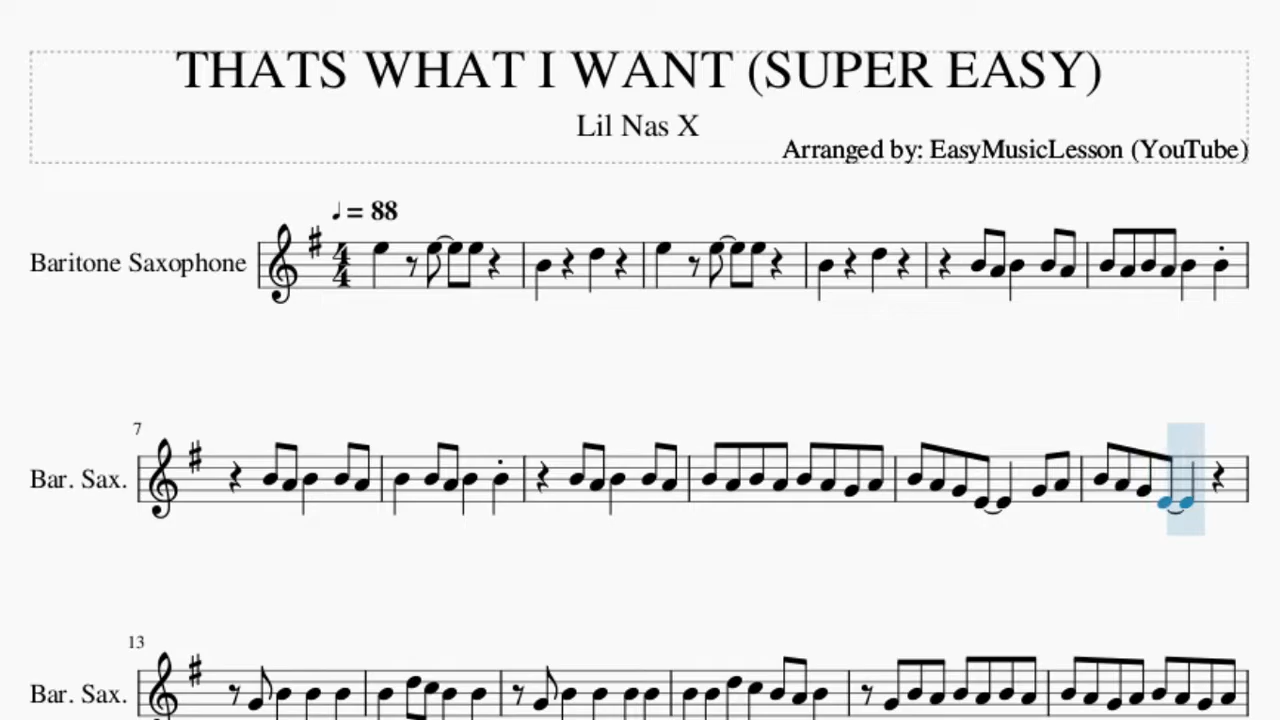 THATS WHAT I WANT (SUPER EASY)
Lil Nas X
Arranged by: EasyMusicLesson (YouTube)
♩ = 88
Baritone Saxophone
4
4
7
Bar. Sax.
13
Bar. Sax.